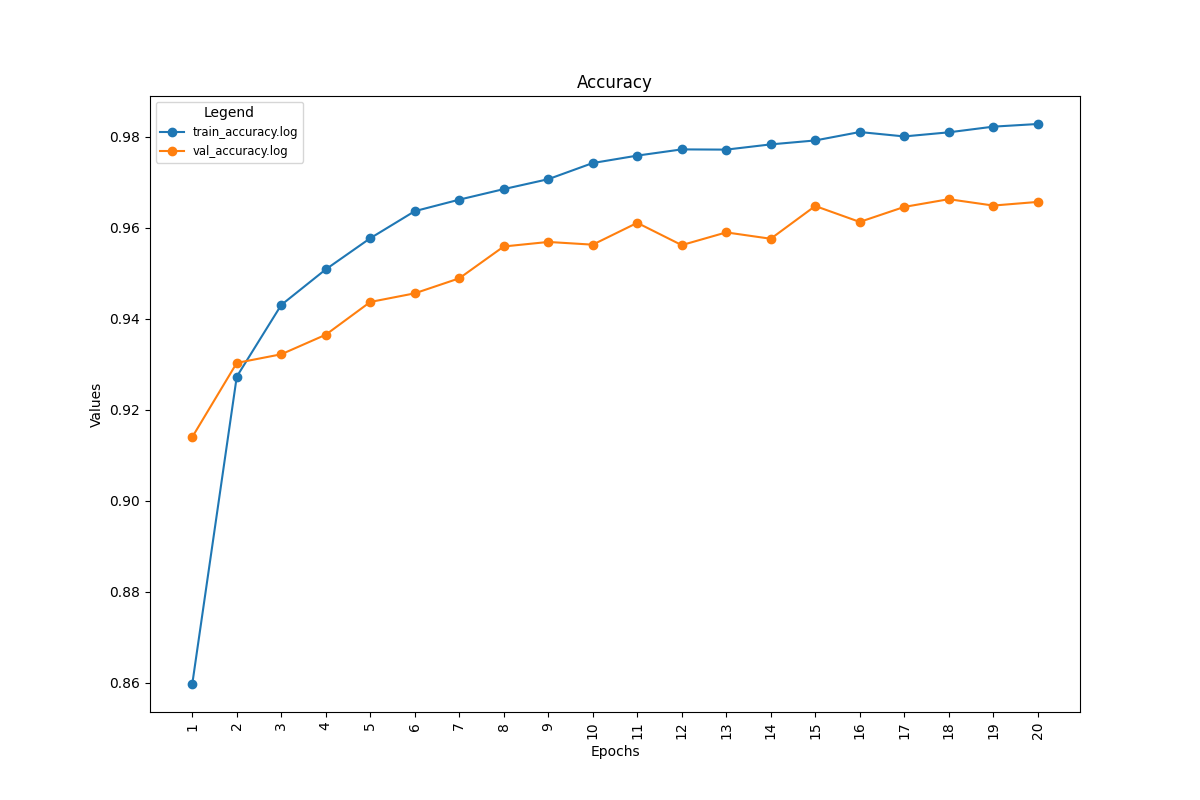 Accuracy
Legend
train_accuracy.log
val_accuracy.log
Values
0.98
0.96
0.94
0.92
0.90
0.88
0.86
1 2 3 4 5 6 7 8 9 10 11 12 13 14 15 16 17 18 19 20
Epochs